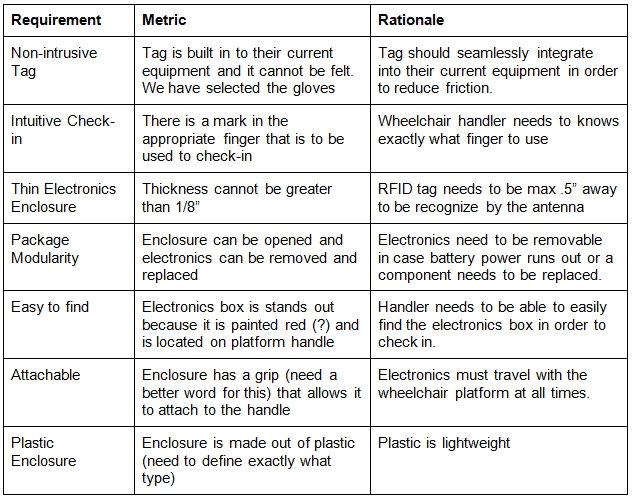 Requirement Metric Rationale
Non-intrusive
Tag
Tag is built in to their current
equipment and it cannot be felt.
We have selected the gloves
Tag should seamlessly integrate
into their current equipment in order
to reduce friction.
Intuitive Check-
in
There is a mark in the
appropriate finger that is to be
used to check-in
Wheelchair handler needs to knows
exactly what finger to use
Thin Electronics
Enclosure
Thickness cannot be greater
than 1/8”
RFID tag needs to be max .5” away
to be recognize by the antenna
Package
Modularity
Enclosure can be opened and
electronics can be removed and
replaced
Electronics need to be removable
in case battery power runs out or a
component needs to be replaced.
Easy to find
Electronics box is stands out
because it is painted red (?) and
is located on platform handle
Handler needs to be able to easily
find the electronics box in order to
check in.
Attachable
Enclosure has a grip (need a
better word for this) that allows it
to attach to the handle
Electronics must travel with the
wheelchair platform at all times.
Plastic
Enclosure
Enclosure is made out of plastic
(need to define exactly what
type)
Plastic is lightweight